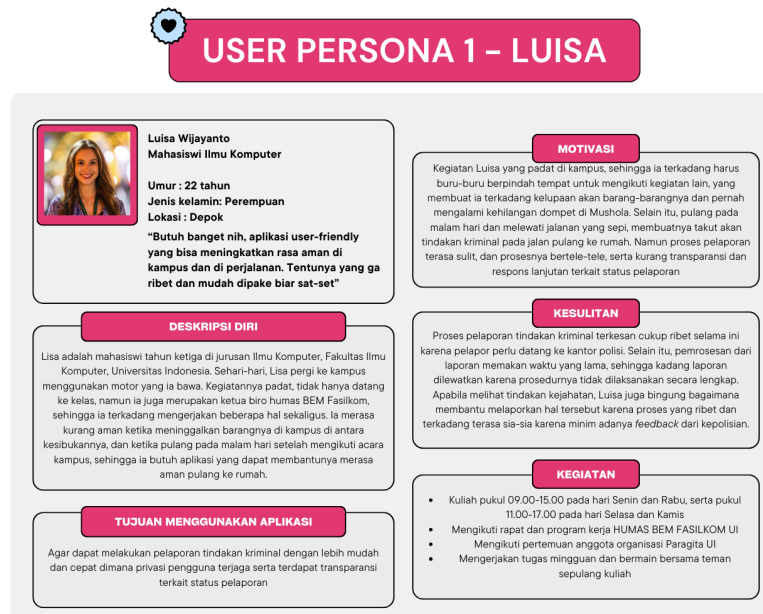 USER PERSONA 1 - LUISA
Luisa Wijayanto
Mahasiswi Ilmu Komputer
Umur : 22 tahun
Jenis kelamin: Perempuan
Lokasi : Depok
“Butuh banget nih, aplikasi user-friendly
yang bisa meningkatkan rasa aman di
kampus dan di perjalanan. Tentunya yang ga
ribet dan mudah dipake biar sat-set”
DESKRIPSI DIRI
Lisa adalah mahasiswi tahun ketiga di jurusan Ilmu Komputer, Fakultas Ilmu
Komputer, Universitas Indonesia. Sehari-hari, Lisa pergi ke kampus
menggunakan motor yang ia bawa. Kegiatannya padat, tidak hanya datang
ke kelas, namun ia juga merupakan ketua biro humas BEM Fasilkom,
sehingga ia terkadang mengerjakan beberapa hal sekaligus. Ia merasa
kurang aman ketika meninggalkan barangnya di kampus di antara
kesibukannya, dan ketika pulang pada malam hari setelah mengikuti acara
kampus, sehingga ia butuh aplikasi yang dapat membantunya merasa
aman pulang ke rumah.
TUJUAN MENGGUNAKAN APLIKASI
Agar dapat melakukan pelaporan tindakan kriminal dengan lebih mudah
dan cepat dimana privasi pengguna terjaga serta terdapat transparansi
terkait status pelaporan
MOTIVASI
Kegiatan Luisa yang padat di kampus, sehingga ia terkadang harus
buru-buru berpindah tempat untuk mengikuti kegiatan lain, yang
membuat ia terkadang kelupaan akan barang-barangnya dan pernah
mengalami kehilangan dompet di Mushola. Selain itu, pulang pada
malam hari dan melewati jalanan yang sepi, membuatnya takut akan
tindakan kriminal pada jalan pulang ke rumah. Namun proses pelaporan
terasa sulit, dan prosesnya bertele-tele, serta kurang transparansi dan
respons lanjutan terkait status pelaporan
KESULITAN
Proses pelaporan tindakan kriminal terkesan cukup ribet selama ini
karena pelapor perlu datang ke kantor polisi. Selain itu, pemrosesan dari
laporan memakan waktu yang lama, sehingga kadang laporan
dilewatkan karena prosedurnya tidak dilaksanakan secara lengkap.
Apabila melihat tindakan kejahatan, Luisa juga bingung bagaimana
membantu melaporkan hal tersebut karena proses yang ribet dan
terkadang terasa sia-sia karena minim adanya feedback dari kepolisian.
KEGIATAN
• Kuliah pukul 09.00-15.00 pada hari Senin dan Rabu, serta pukul
11.00-17.00 pada hari Selasa dan Kamis
• Mengikuti rapat dan program kerja HUMAS BEM FASILKOM UI
• Mengikuti pertemuan anggota organisasi Paragita UI
• Mengerjakan tugas mingguan dan bermain bersama teman
sepulang kuliah